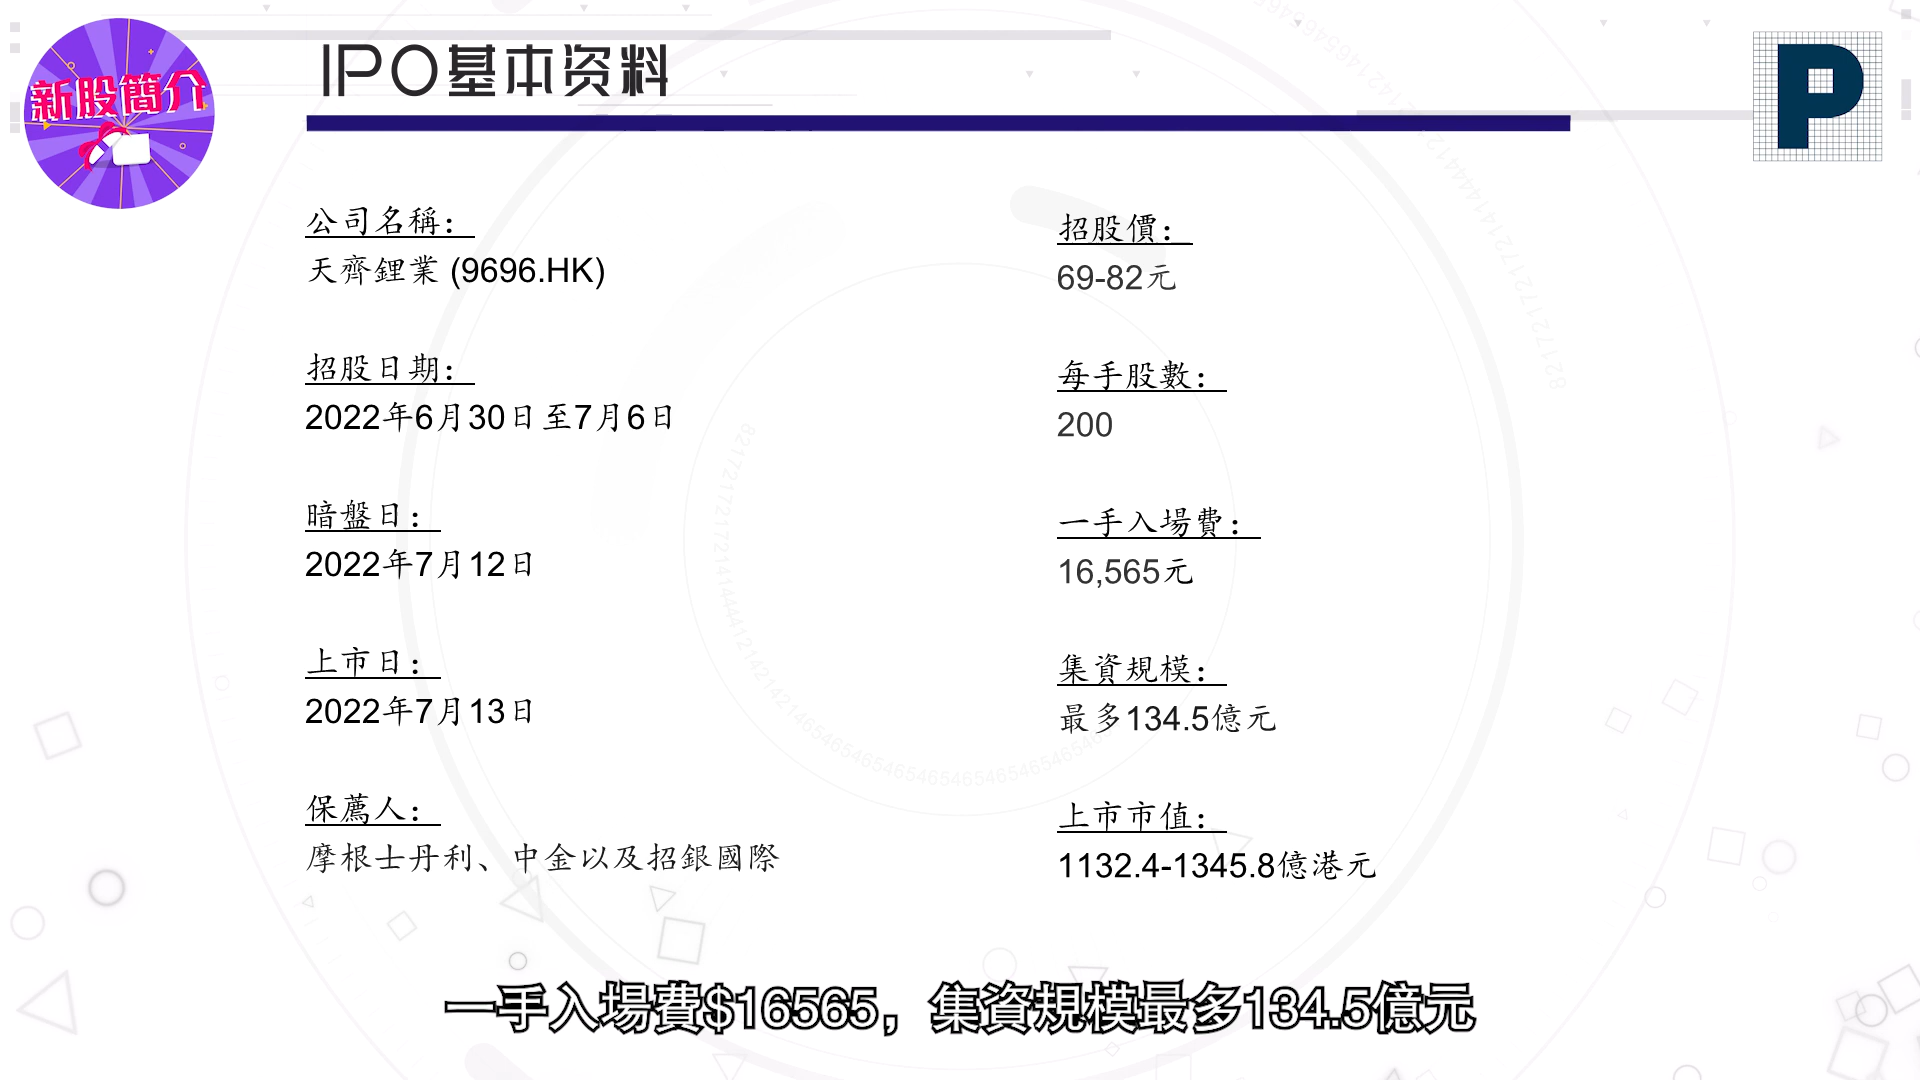 新股簡介
IPO基本资料
P
公司名稱：
天齊鋰業 (9696.HK)
招股日期：
2022年6月30日至7月6日
暗盤日：
2022年7月12日
上市日：
2022年7月13日
保薦人：
摩根士丹利、中金以及招銀國際
招股價：
69-82元
每手股數：
200
一手入場費：
16,565元
集資規模：
最多134.5億元
上市市值：
1132.4-1345.8億港元
一手入場費$16565，集資規模最多134.5億元